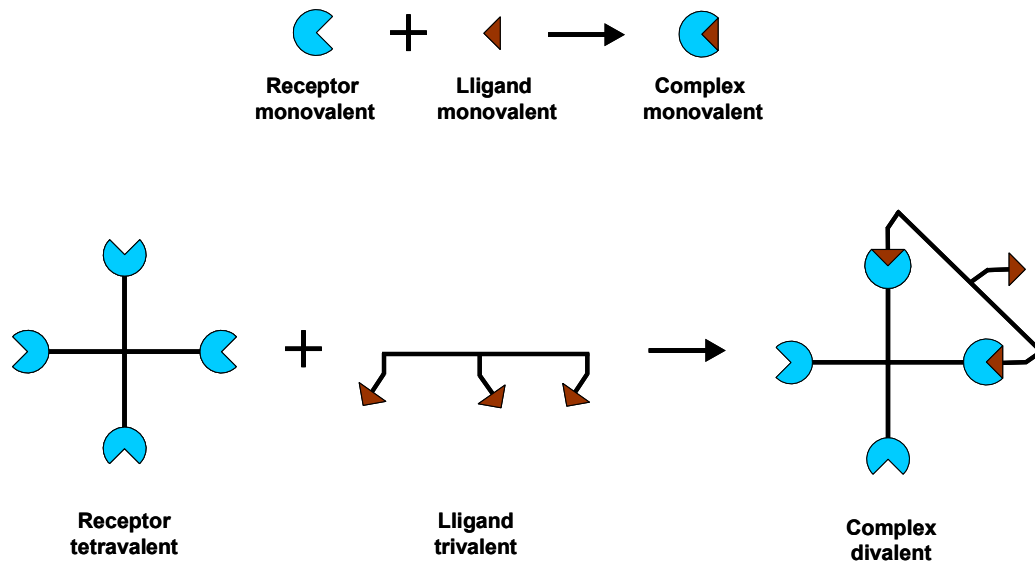 Receptor
monovalent
Lligand
monovalent
Complex
monovalent
Receptor
tetravalent
Lligand
trivalent
Complex
divalent